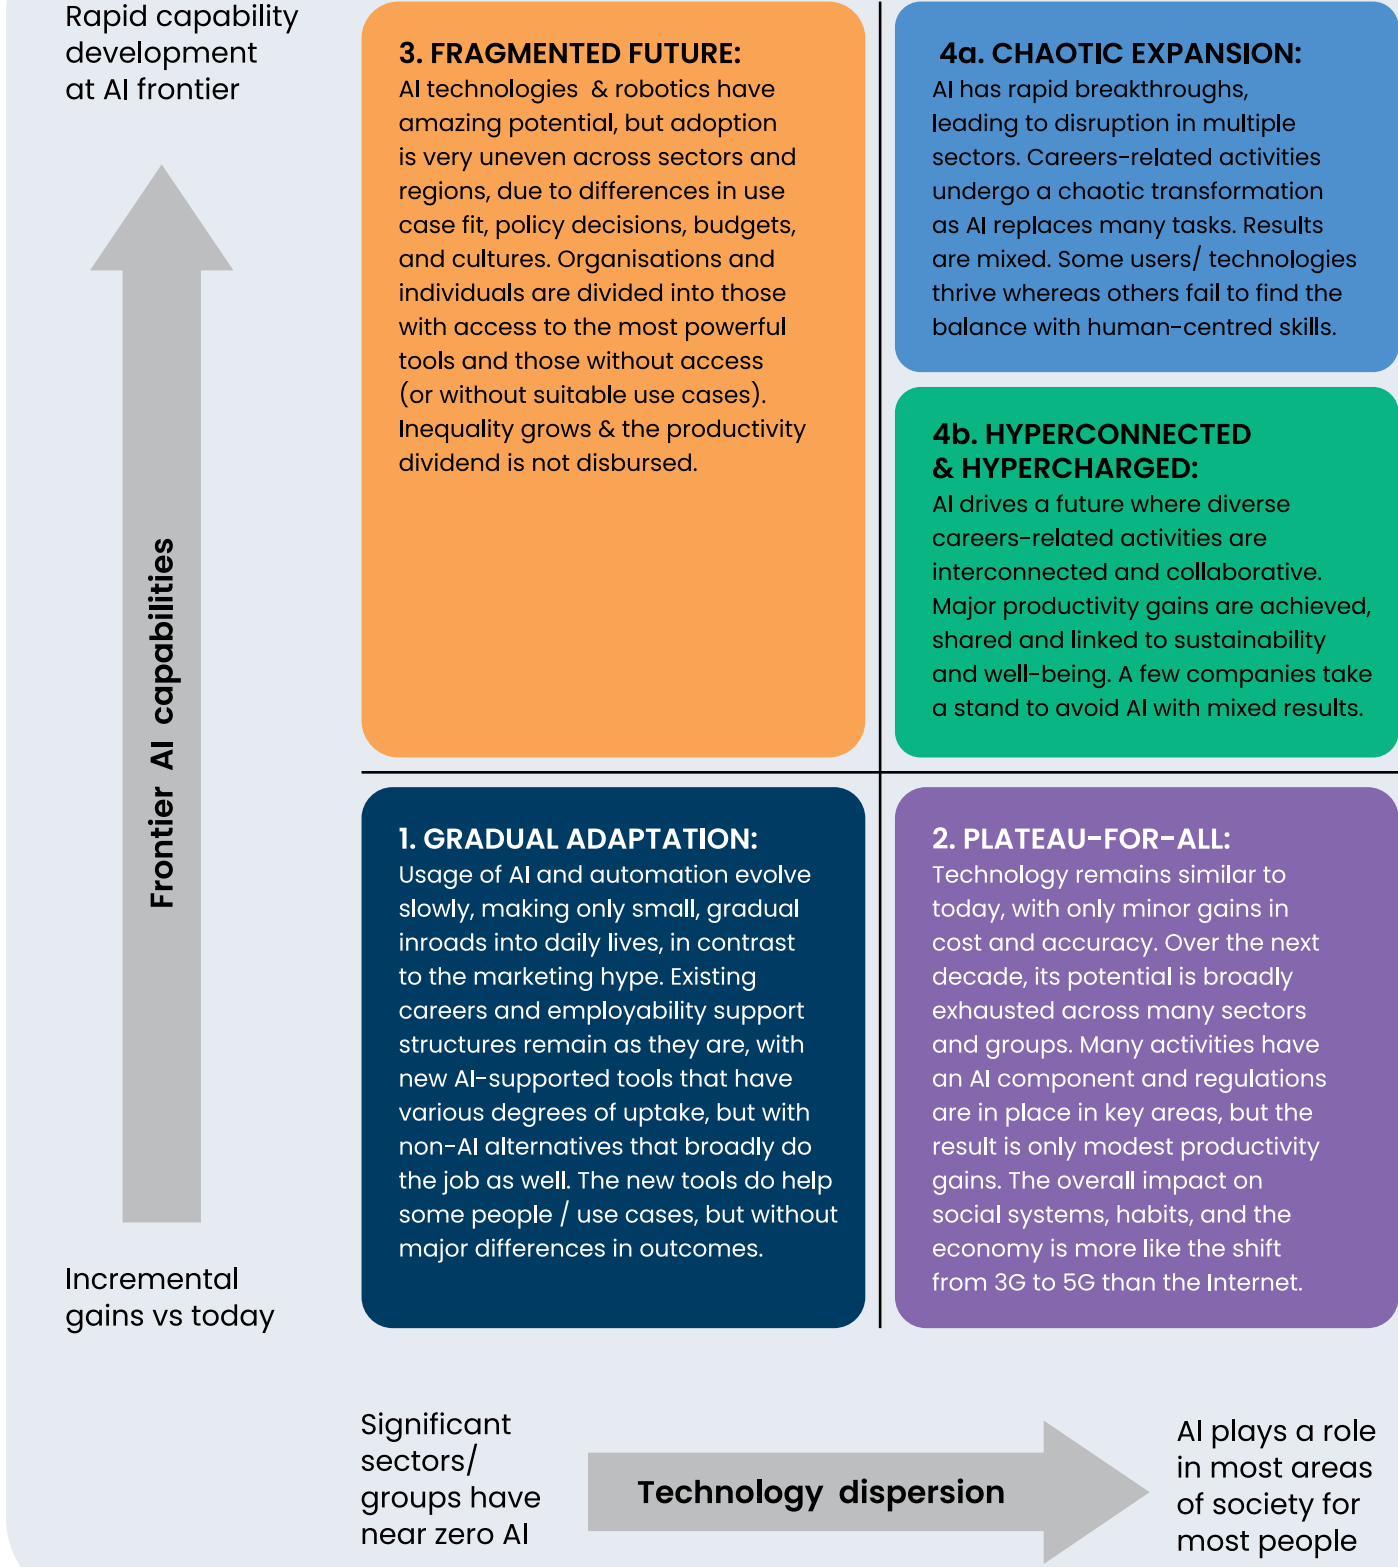 Rapid capability
development
at AI frontier
Frontier AI capabilities
Incremental
gains vs today
3. FRAGMENTED FUTURE:
AI technologies & robotics have
amazing potential, but adoption
is very uneven across sectors and
regions, due to differences in use
case fit, policy decisions, budgets,
and cultures. Organisations and
individuals are divided into those
with access to the most powerful
tools and those without access
(or without suitable use cases).
Inequality grows & the productivity
dividend is not disbursed.
4a. CHAOTIC EXPANSION:
AI has rapid breakthroughs,
leading to disruption in multiple
sectors. Careers-related activities
undergo a chaotic transformation
as AI replaces many tasks. Results
are mixed. Some users/ technologies
thrive whereas others fail to find the
balance with human-centred skills.
4b. HYPERCONNECTED
& HYPERCHARGED:
AI drives a future where diverse
careers-related activities are
interconnected and collaborative.
Major productivity gains are achieved,
shared and linked to sustainability
and well-being. A few companies take
a stand to avoid AI with mixed results.
1. GRADUAL ADAPTATION:
Usage of AI and automation evolve
slowly, making only small, gradual
inroads into daily lives, in contrast
to the marketing hype. Existing
careers and employability support
structures remain as they are, with
new AI-supported tools that have
various degrees of uptake, but with
non-AI alternatives that broadly do
the job as well. The new tools do help
some people / use cases, but without
major differences in outcomes.
2. PLATEAU-FOR-ALL:
Technology remains similar to
today, with only minor gains in
cost and accuracy. Over the next
decade, its potential is broadly
exhausted across many sectors
and groups. Many activities have
an AI component and regulations
are in place in key areas, but the
result is only modest productivity
gains. The overall impact on
social systems, habits, and the
economy is more like the shift
from 3G to 5G than the Internet.
Significant
sectors/
groups have
near zero AI
Technology dispersion
AI plays a role
in most areas
of society for
most people